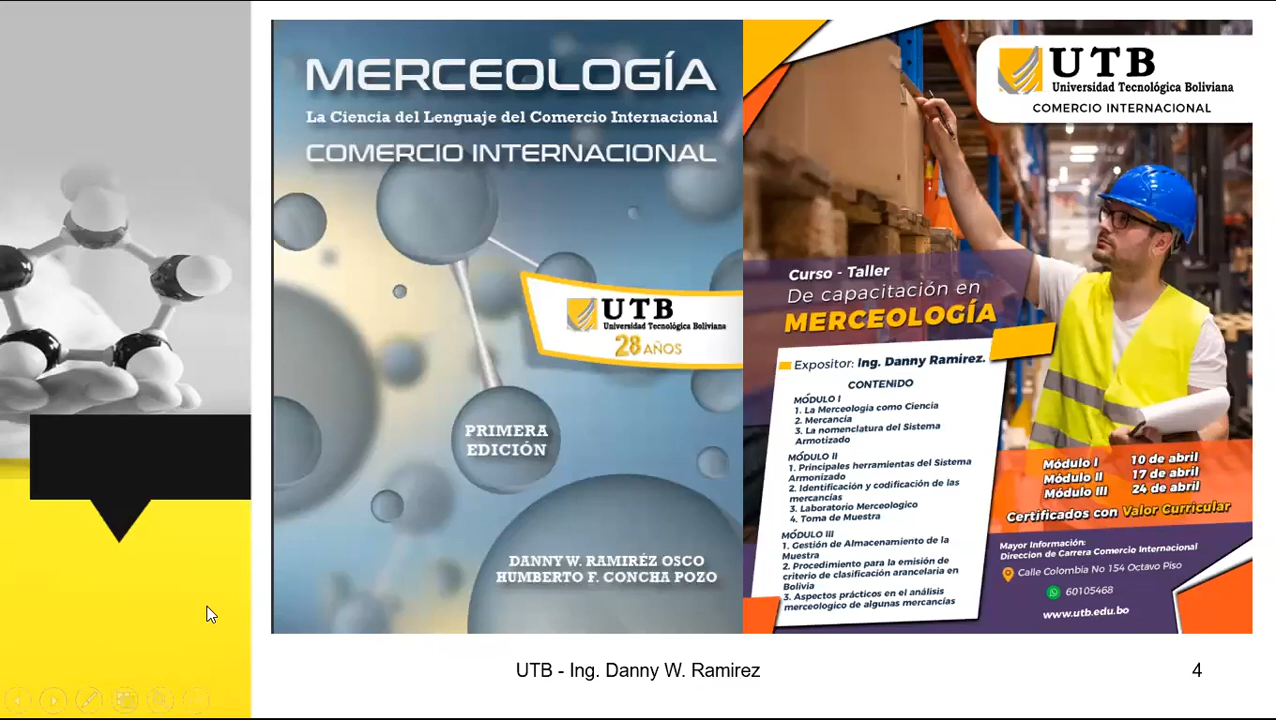 MERCEOLOGÍA
La Ciencia del Lenguaje del Comercio Internacional
COMERCIO INTERNACIONAL
UTB
Universidad Tecnológica Boliviana
28 AÑOS
PRIMERA
EDICIÓN
DANNY W. RAMIRÉZ OSCO
HUMBERTO F. CONCHA POZO
UTB
Universidad Tecnológica Boliviana
COMERCIO INTERNACIONAL
Curso - Taller
De capacitación en
MERCEOLOGÍA
Expositor: Ing. Danny Ramirez.
CONTENIDO
MÓDULO I
1. La Merceologia como Ciencia
2. Mercancia
3. La nomenclatura del Sistema
Armotizado
MÓDULO II
1. Principales herramientas del Sistema
Armonizado
2. Identificación y codificación de las
mercancías
3. Laboratorio Merceologico
4. Toma de Muestra
MÓDULO III
1. Gestión de Almacenamiento de la
Muestra
2. Procedimiento para la emisión de
criterio de clasificación arancelaria en
Bolivia
3. Aspectos prácticos en el análisis
merceologico de algunas mercancías
Módulo I 10 de abril
Módulo II 17 de abril
Módulo III 24 de abril
Certificados con Valor Curricular
Mayor Información:
Direccion de Carrera Comercio Internacional
Calle Colombia No 154 Octavo Piso
60105468
www.utb.edu.bo
UTB - Ing. Danny W. Ramirez
4